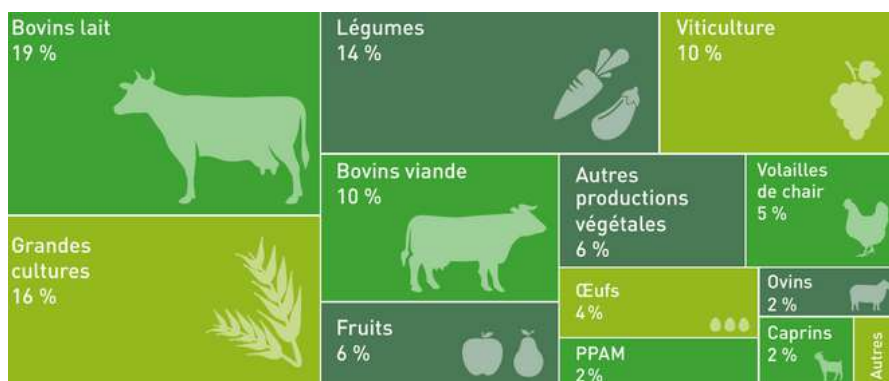 Bovins lait
19 %
Légumes
14 %
Viticulture
10 %
Bovins viande
10 %
Autres
productions
végétales
6 %
Volailles
de chair
5 %
Grandes
cultures
16 %
Œufs
4%
Ovins
2 %
Fruits
6 %
PPAM
2%
Caprins
2 %
Autres